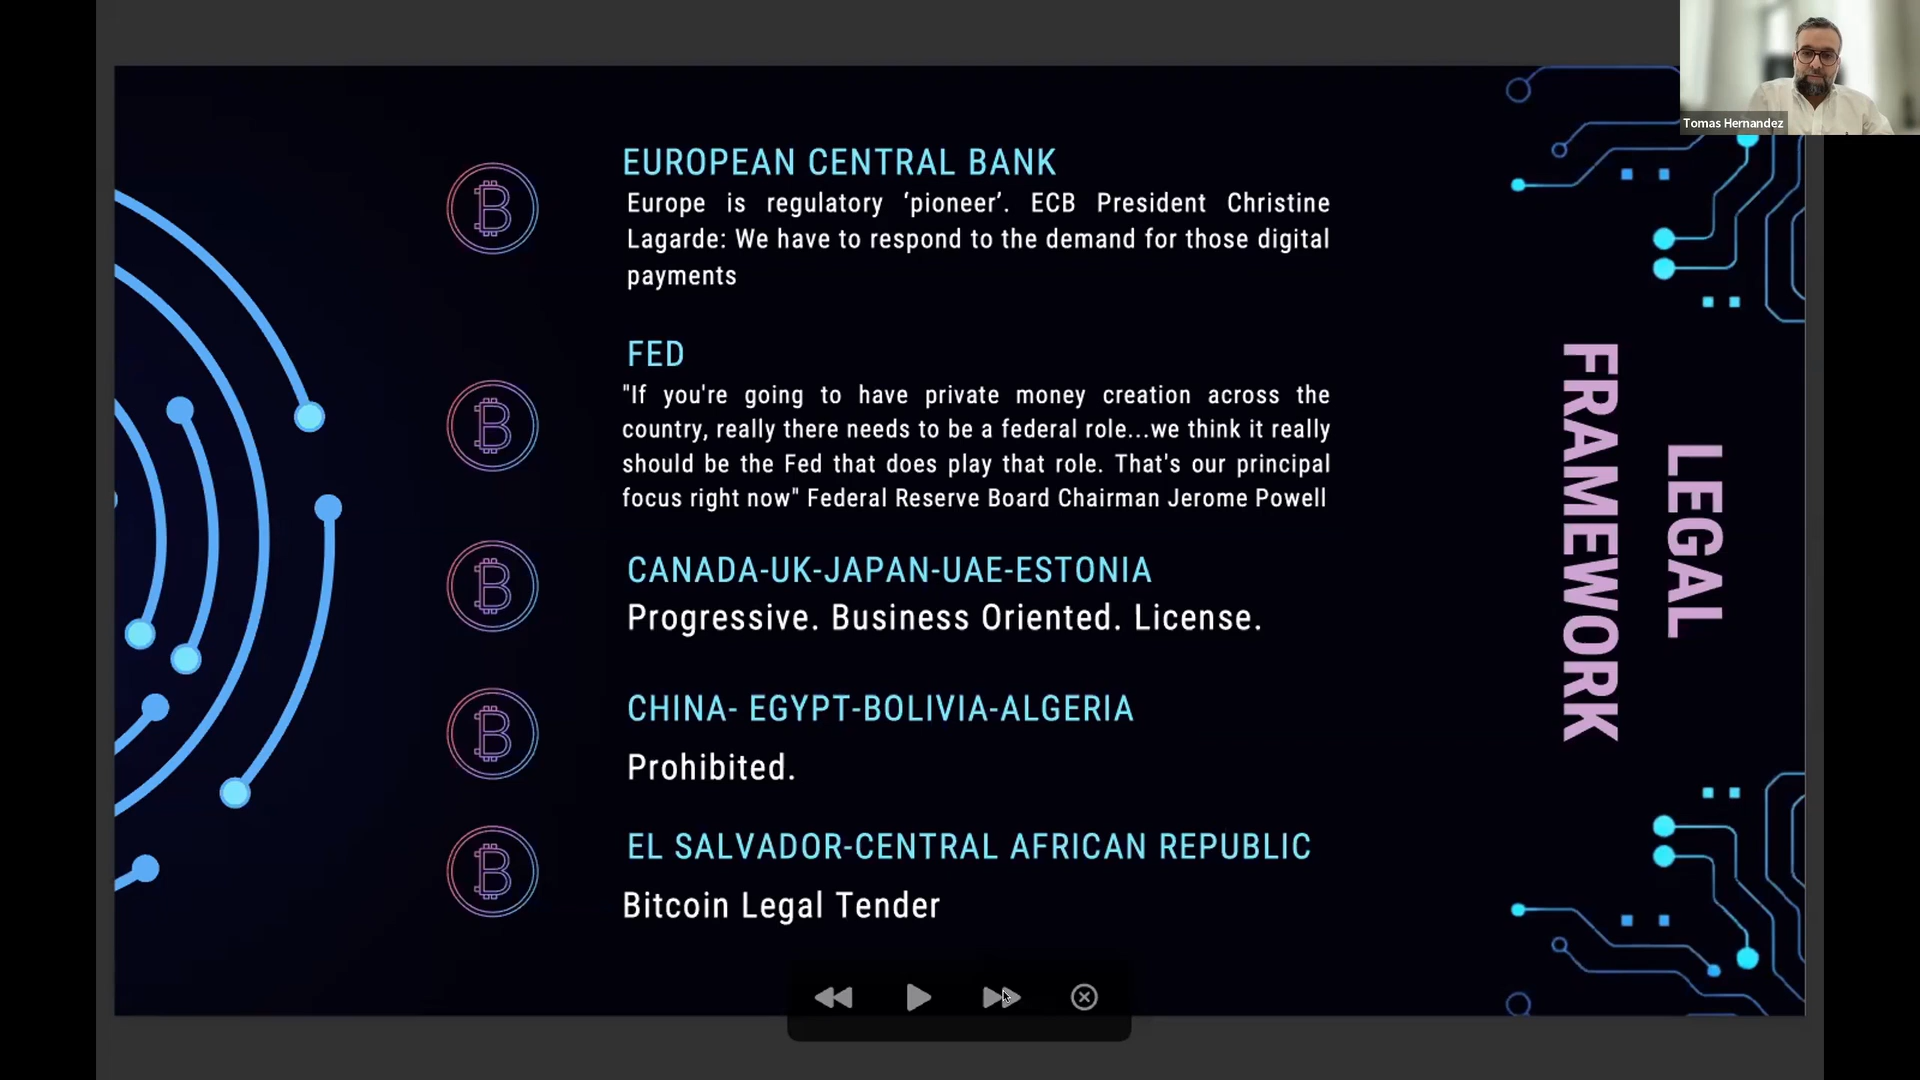 Tomas Hernandez
EUROPEAN CENTRAL BANK
Europe is regulatory ‘pioneer’. ECB President Christine
Lagarde: We have to respond to the demand for those digital
payments
FED
"If you're going to have private money creation across the
country, really there needs to be a federal role...we think it really
should be the Fed that does play that role. That's our principal
focus right now" Federal Reserve Board Chairman Jerome Powell
CANADA-UK-JAPAN-UAE-ESTONIA
Progressive. Business Oriented. License.
CHINA- EGYPT-BOLIVIA-ALGERIA
Prohibited.
EL SALVADOR-CENTRAL AFRICAN REPUBLIC
Bitcoin Legal Tender
LEGAL
FRAMEWORK